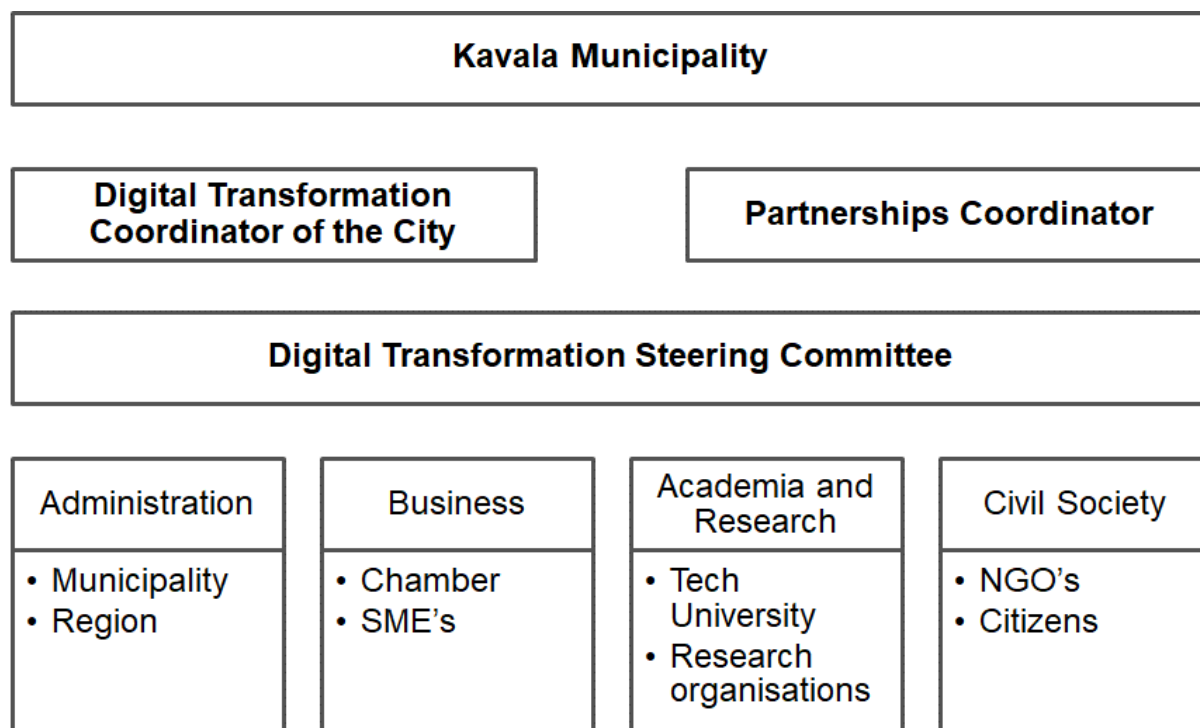 Kavala Municipality
Digital Transformation
Coordinator of the City
Partnerships Coordinator
Digital Transformation Steering Committee
Administration
• Municipality
• Region
Business
• Chamber
• SME’s
Academia and
Research
• Tech
University
• Research
organisations
Civil Society
• NGO’s
• Citizens